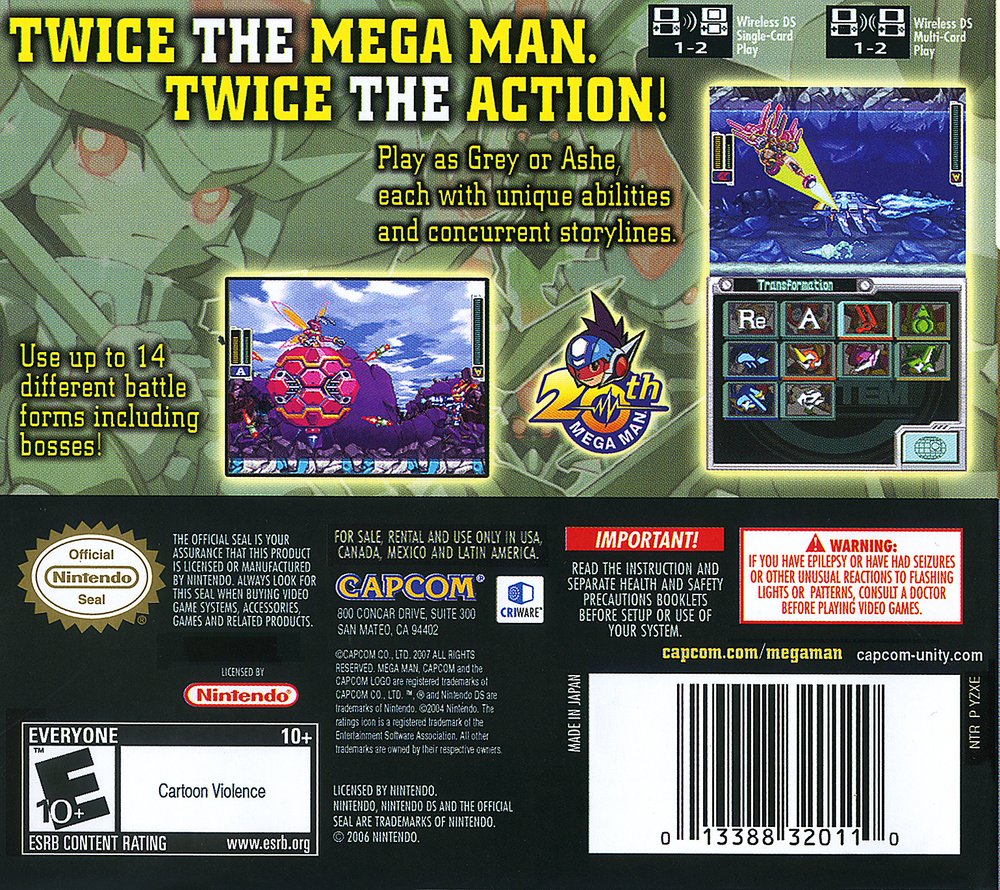 TWICE THE MEGA MAN.
TWICE THE ACTION!
Wireless DS
Single-Card
Play
1-2
Wireless DS
Multi-Card
Play
1-2
Play as Grey or Ashe,
each with unique abilities
and concurrent storylines.
Transformation
Re
A
A
Use up to 14
different battle
forms including
bosses!
20th
MEGA MAN
Official
Nintendo
Seal
®
THE OFFICIAL SEAL IS YOUR
ASSURANCE THAT THIS PRODUCT
IS LICENSED OR MANUFACTURED
BY NINTENDO. ALWAYS LOOK FOR
THIS SEAL WHEN BUYING VIDEO
GAME SYSTEMS, ACCESSORIES,
GAMES AND RELATED PRODUCTS.
LICENSED BY
Nintendo®
EVERYONE 10+
™
E
10+
Cartoon Violence
ESRB CONTENT RATING www.esrb.org
FOR SALE, RENTAL AND USE ONLY IN USA,
CANADA, MEXICO AND LATIN AMERICA.
CAPCOM®
800 CONCAR DRIVE, SUITE 300
SAN MATEO, CA 94402
CRIWARE™
©CAPCOM CO., LTD. 2007 ALL RIGHTS
RESERVED. MEGA MAN, CAPCOM and the
CAPCOM LOGO are registered trademarks of
CAPCOM CO., LTD. ™, ® and Nintendo DS are
trademarks of Nintendo. ©2004 Nintendo. The
ratings icon is a registered trademark of the
Entertainment Software Association. All other
trademarks are owned by their respective owners.
LICENSED BY NINTENDO.
NINTENDO, NINTENDO DS AND THE OFFICIAL
SEAL ARE TRADEMARKS OF NINTENDO.
© 2006 NINTENDO.
IMPORTANT!
READ THE INSTRUCTION AND
SEPARATE HEALTH AND SAFETY
PRECAUTIONS BOOKLETS
BEFORE SETUP OR USE OF
YOUR SYSTEM.
WARNING:
IF YOU HAVE EPILEPSY OR HAVE HAD SEIZURES
OR OTHER UNUSUAL REACTIONS TO FLASHING
LIGHTS OR PATTERNS, CONSULT A DOCTOR
BEFORE PLAYING VIDEO GAMES.
capcom.com/megaman capcom-unity.com
MADE IN JAPAN
0 13388 32011 0
NTR P YZXE